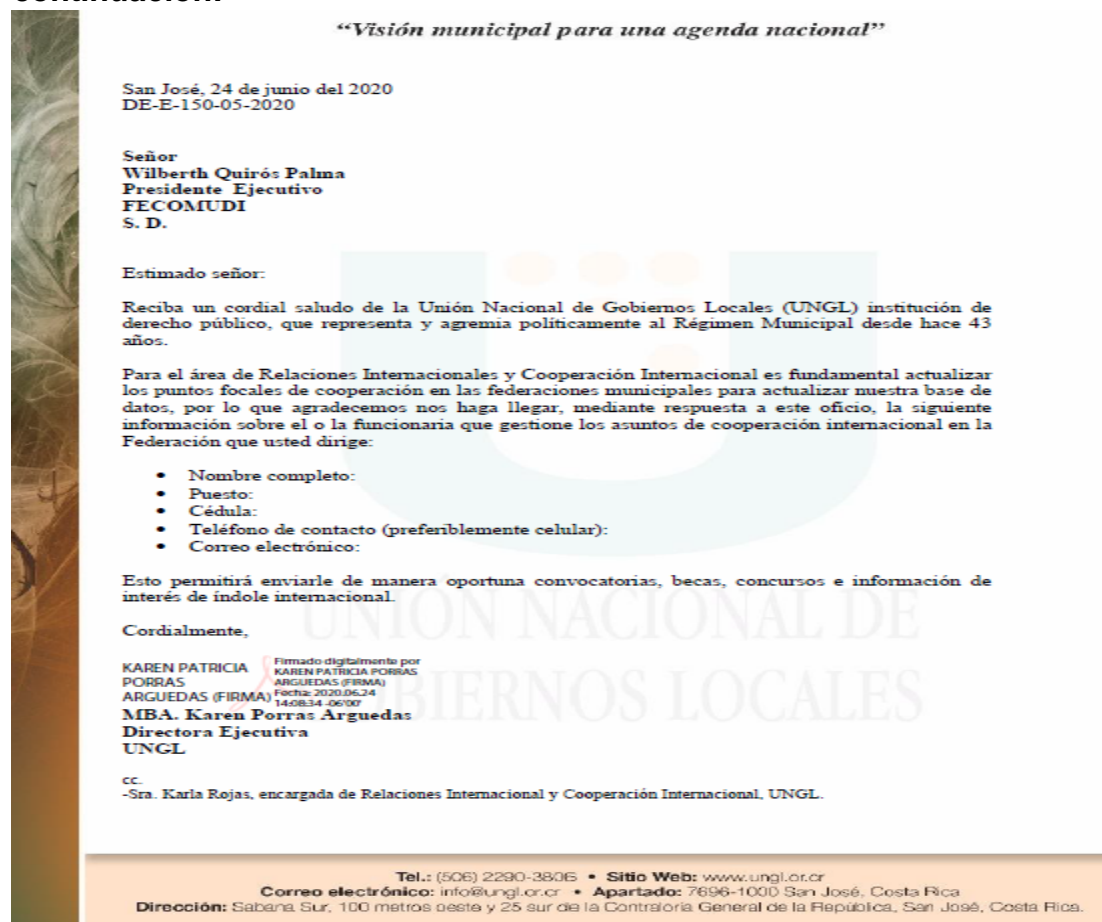 continuación:
“Visión municipal para una agenda nacional”
San José, 24 de junio del 2020
DE-E-150-05-2020
Señor
Wilberth Quirós Palma
Presidente Ejecutivo
FECOMUDI
S. D.
Estimado señor:
Reciba un cordial saludo de la Unión Nacional de Gobiernos Locales (UNGL) institución de
derecho público, que representa y agremia políticamente al Régimen Municipal desde hace 43
años.
Para el área de Relaciones Internacionales y Cooperación Internacional es fundamental actualizar
los puntos focales de cooperación en las federaciones municipales para actualizar nuestra base de
datos, por lo que agradecemos nos haga llegar, mediante respuesta a este oficio, la siguiente
información sobre el o la funcionaria que gestione los asuntos de cooperación internacional en la
Federación que usted dirige:
• Nombre completo:
• Puesto:
• Cédula:
• Teléfono de contacto (preferiblemente celular):
• Correo electrónico:
Esto permitirá enviarle de manera oportuna convocatorias, becas, concursos e información de
interés de índole internacional.
Cordialmente,
KAREN PATRICIA
PORRAS
ARGUEDAS (FIRMA)
Firmado digitalmente por
KAREN PATRICIA PORRAS
ARGUEDAS (FIRMA)
Fecha: 2020.06.24
14:08:34 -06'00'
MBA. Karen Porras Arguedas
Directora Ejecutiva
UNGL
cc.
-Sra. Karla Rojas, encargada de Relaciones Internacional y Cooperación Internacional, UNGL.
UNIÓN NACIONAL DE
GOBIERNOS LOCALES
Tel.: (506) 2290-3806 • Sitio Web: www.ungl.or.cr
Correo electrónico: info@ungl.or.cr • Apartado: 7696-1000 San José, Costa Rica
Dirección: Sabana Sur, 100 metros oeste y 25 sur de la Contraloría General de la República, San José, Costa Rica.